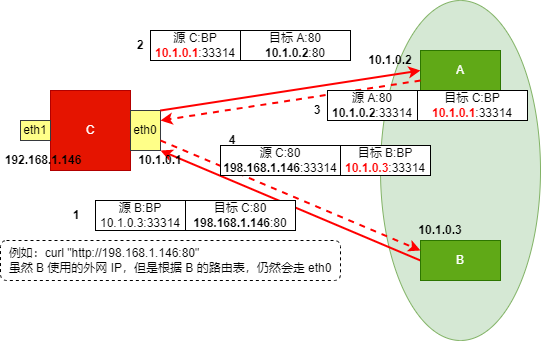 2
源 C:BP
10.1.0.1:33314
目标 A:80
10.1.0.2:80
10.1.0.2
A
3
源 A:80
10.1.0.2:33314
目标 C:BP
10.1.0.1:33314
eth1
C
eth0
192.168.1.146
10.1.0.1
4
源 C:80
198.168.1.146:33314
目标 B:BP
10.1.0.3:33314
1
源 B:BP
10.1.0.3:33314
目标 C:80
198.168.1.146:80
10.1.0.3
B
例如：curl "http://198.168.1.146:80"
虽然 B 使用的外网 IP，但是根据 B 的路由表，仍然会走 eth0